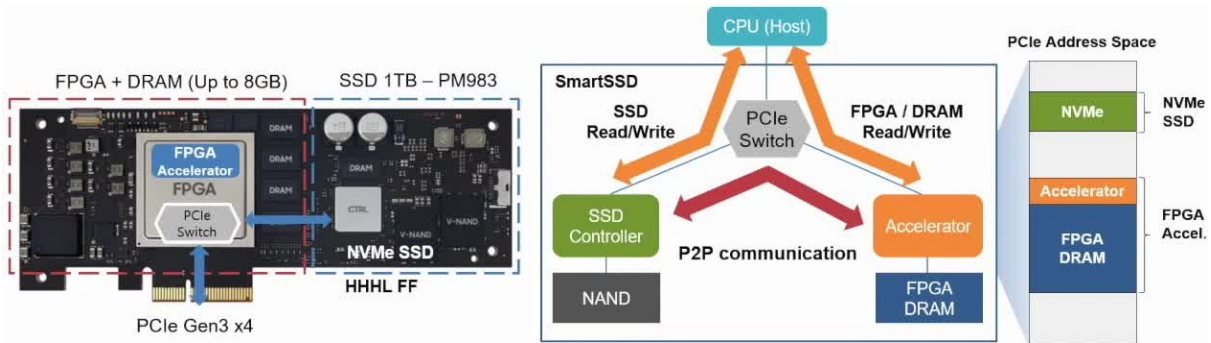 FPGA + DRAM (Up to 8GB)
SSD 1TB – PM983
DRAM
DRAM
DRAM
FPGA
Accelerator
FPGA
PCIe
Switch
DRAM
CTRL
V-NAND
V-NAND
NVMe SSD
HHHL FF
PCIe Gen3 x4
CPU (Host)
SmartSSD
SSD
Read/Write
PCIe
Switch
FPGA / DRAM
Read/Write
SSD
Controller
Accelerator
P2P communication
NAND
FPGA
DRAM
PCIe Address Space
NVMe
NVMe
SSD
Accelerator
FPGA
DRAM
FPGA
Accel.